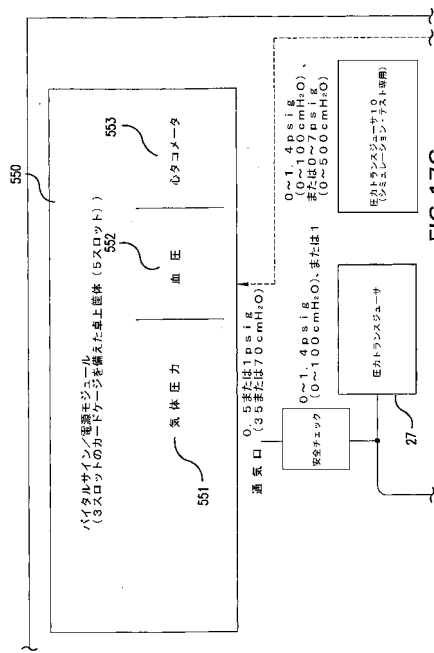 550
バイタルサイン/電源モジュール
(3スロットのカードケージを備えた卓上筐体(5スロット))
気体圧力
551
血圧
552
心タコメータ
553
0.5または1psig
(35または70cmH2O)
通気口
安全チェック
0~1.4psig
(0~100cmH2O)、または1
圧力トランスジューサ
27
0~1.4psig
(0~100cmH2O)、
または0~7psig
(0~500cmH2O)
圧力トランスジューサ10
(シミュレーション・テスト専用)